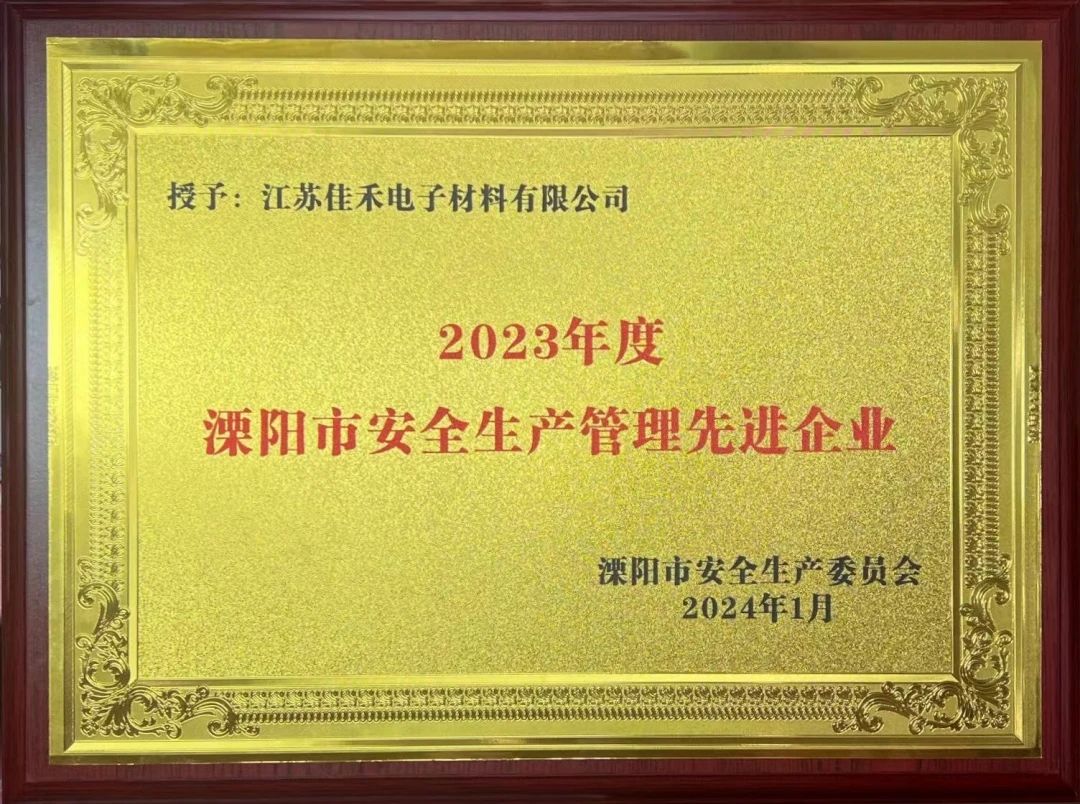 授予：江苏佳禾电子材料有限公司
2023年度
溧阳市安全生产管理先进企业
溧阳市安全生产委员会
2024年1月